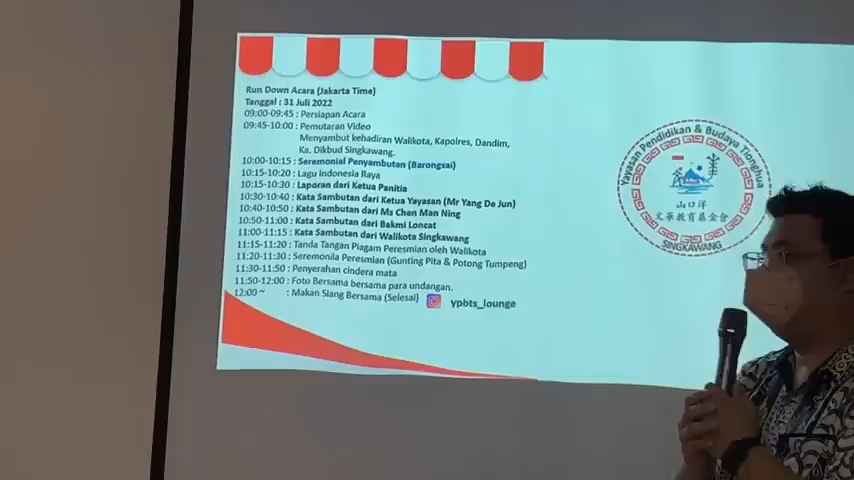 Run Down Acara (Jakarta Time)
Tanggal : 31 Juli 2022
09:00-09:45 : Persiapan Acara
09:45-10:00 : Pemutaran Video
Menyambut kehadiran Walikota, Kapolres, Dandim,
Ka. Dikbud Singkawang.
10:00-10:15 : Seremonial Penyambutan (Barongsai)
10:15-10:20 : Lagu Indonesia Raya
10:15-10:30 : Laporan dari Ketua Panitia
10:30-10:40 : Kata Sambutan dari Ketua Yayasan (Mr Yang De Jun)
10:40-10:50 : Kata Sambutan dari Ms Chen Man Ning
10:50-11:00 : Kata Sambutan dari Bakmi Loncat
11:00-11:15 : Kata Sambutan dari Walikota Singkawang
11:15-11:20 : Tanda Tangan Piagam Peresmian oleh Walikota
11:20-11:30 : Seremonila Peresmian (Gunting Pita & Potong Tumpeng)
11:30-11:50 : Penyerahan cindera mata
11:50-12:00 : Foto Bersama bersama para undangan.
12:00 ~ : Makan Siang Bersama (Selesai)
ypbts_lounge
Yayasan Pendidikan & Budaya Tionghua
山口洋
文華教育基金會
SINGKAWANG